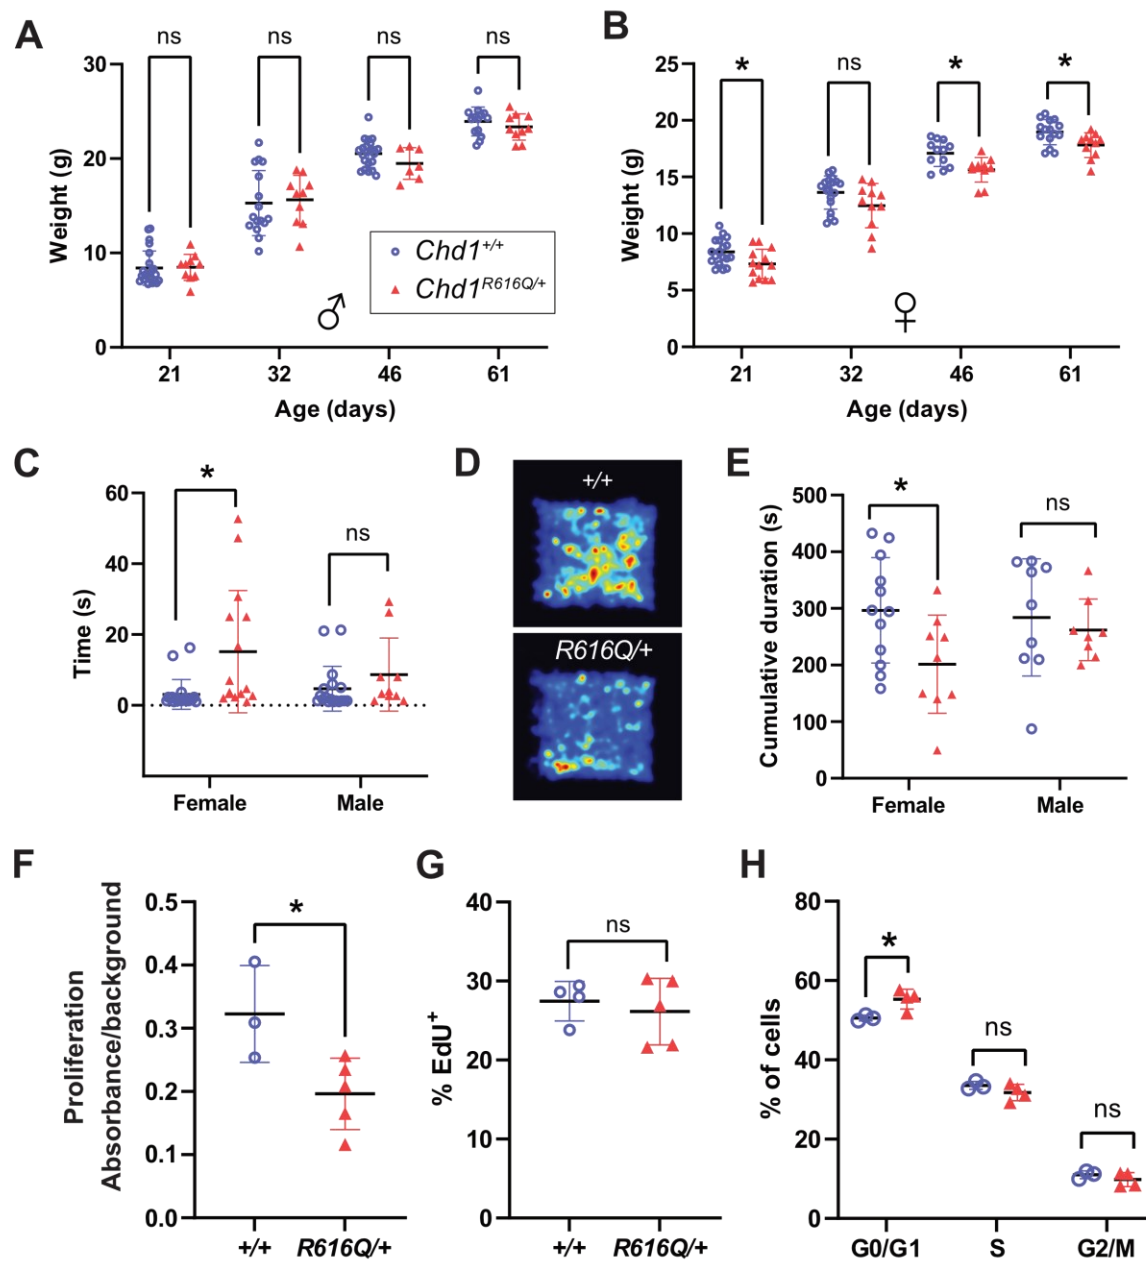 A
ns
ns
ns
ns
Weight (g)
30
20
10
0
Chd1+/+
Chd1R616Q/+
♂
21
32
46
61
Age (days)
B
*
ns
*
*
Weight (g)
25
20
15
10
5
0
♀
21
32
46
61
Age (days)
C
*
ns
Time (s)
60
40
20
0
Female
Male
D
+/+
R616Q/+
E
*
ns
Cumulative duration (s)
500
400
300
200
100
0
Female
Male
F
*
Proliferation
Absorbance/background
0.5
0.4
0.3
0.2
0.1
0.0
+/+
R616Q/+
G
ns
% EdU+
40
30
20
10
0
+/+
R616Q/+
H
*
ns
ns
% of cells
80
60
40
20
0
G0/G1
S
G2/M